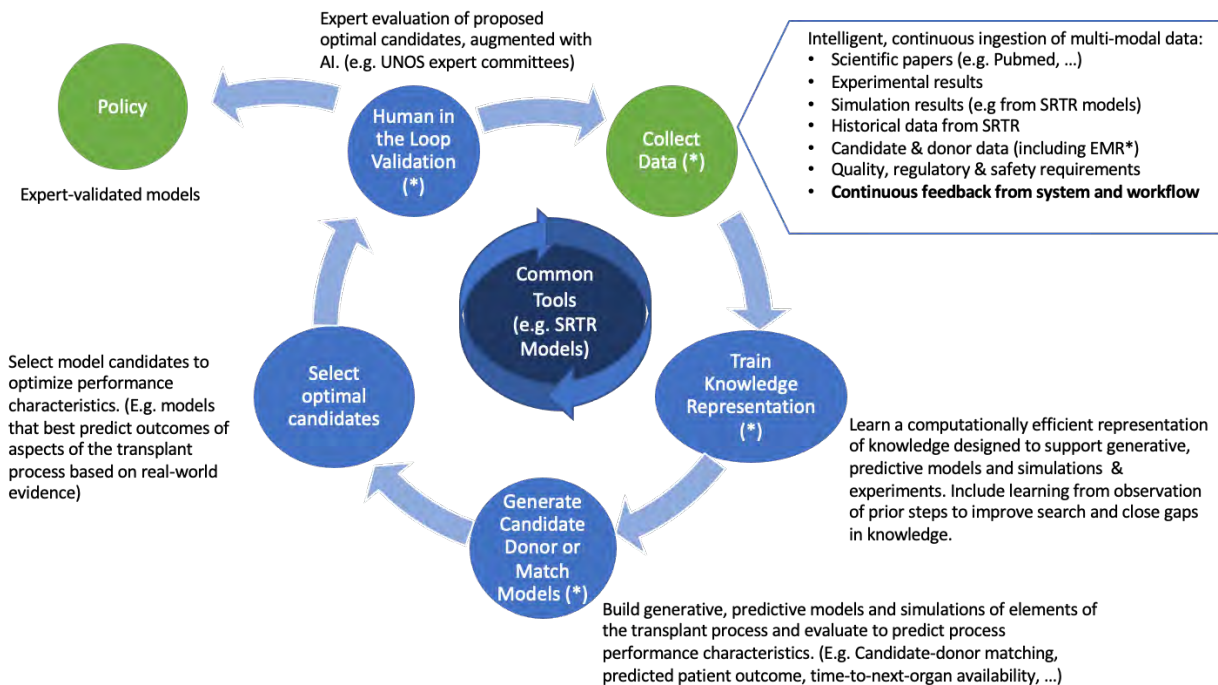 Expert evaluation of proposed
optimal candidates, augmented with
AI. (e.g. UNOS expert committees)
Policy
Expert-validated models
Human in
the Loop
Validation
(*)
Collect
Data (*)
Intelligent, continuous ingestion of multi-modal data:
• Scientific papers (e.g. Pubmed, ...)
• Experimental results
• Simulation results (e.g from SRTR models)
• Historical data from SRTR
• Candidate & donor data (including EMR*)
• Quality, regulatory & safety requirements
• Continuous feedback from system and workflow
Common
Tools
(e.g. SRTR
Models)
Train
Knowledge
Representation
(*)
Learn a computationally efficient representation
of knowledge designed to support generative,
predictive models and simulations &
experiments. Include learning from observation
of prior steps to improve search and close gaps
in knowledge.
Generate
Candidate
Donor or
Match
Models (*)
Build generative, predictive models and simulations of elements of
the transplant process and evaluate to predict process
performance characteristics. (E.g. Candidate-donor matching,
predicted patient outcome, time-to-next-organ availability, ...)
Select
optimal
candidates
Select model candidates to
optimize performance
characteristics. (E.g. models
that best predict outcomes of
aspects of the transplant
process based on real-world
evidence)